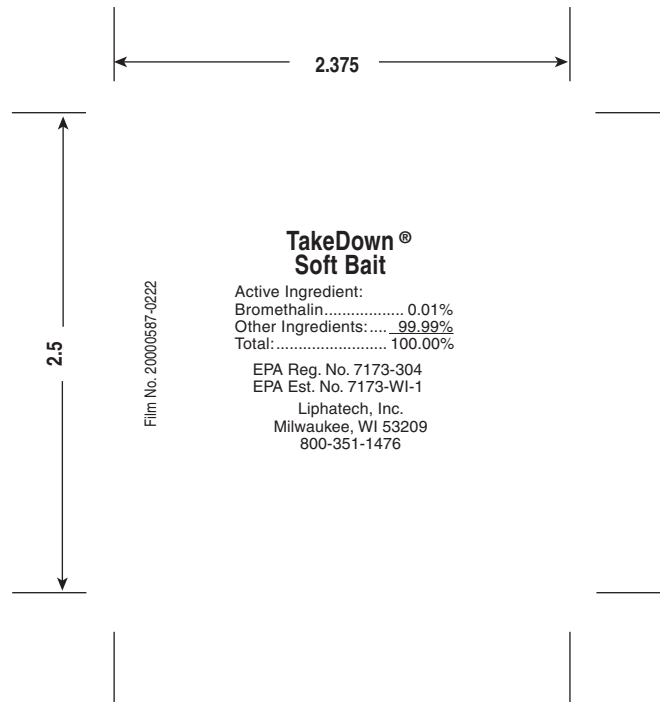 2.375
TakeDown ®
Soft Bait
Active Ingredient:
Bromethalin.................. 0.01%
Other Ingredients:.... 99.99%
Total:......................... 100.00%
EPA Reg. No. 7173-304
EPA Est. No. 7173-WI-1
Liphatech, Inc.
Milwaukee, WI 53209
800-351-1476
Film No. 20000587-0222
2.5